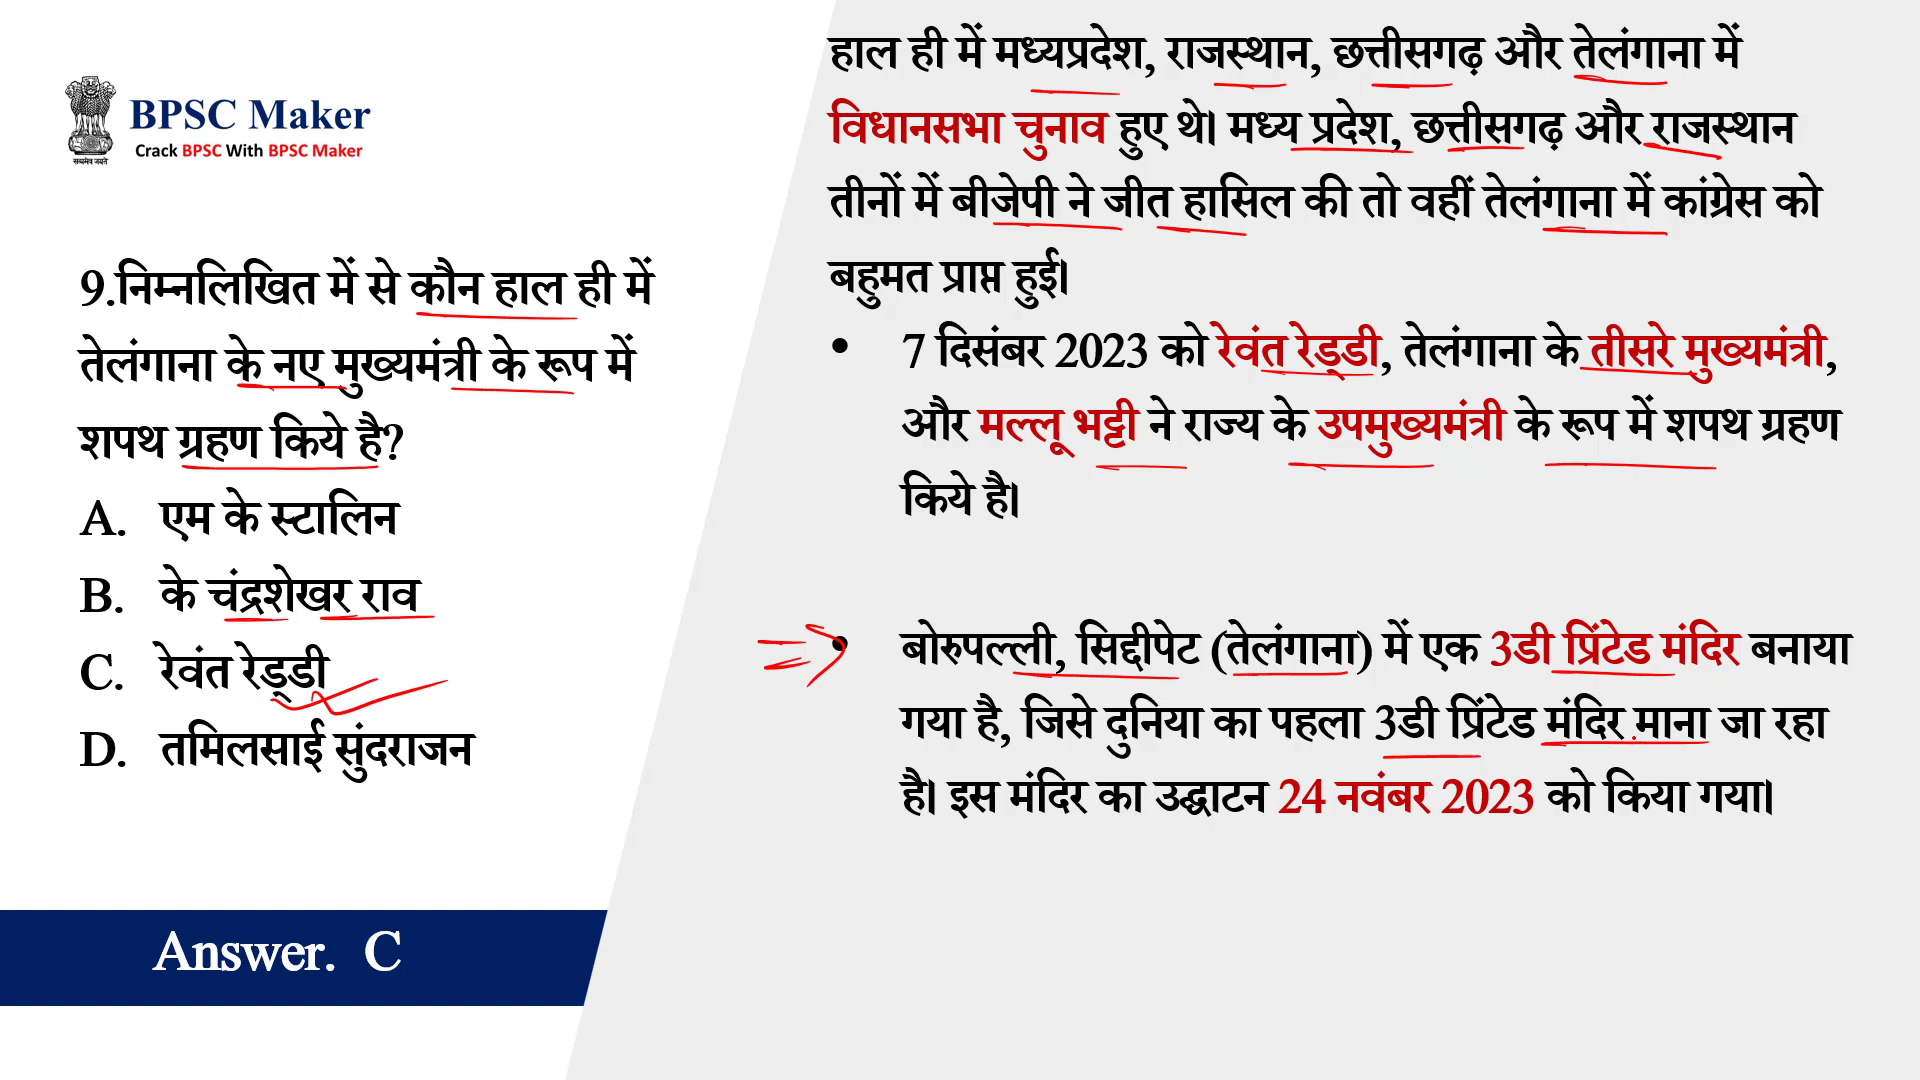 सत्यमेव जयते
BPSC Maker
Crack BPSC With BPSC Maker
9.निम्नलिखित में से कौन हाल ही में
तेलंगाना के नए मुख्यमंत्री के रूप में
शपथ ग्रहण किये है?
A. एम के स्टालिन
B. के चंद्रशेखर राव
C. रेवंत रेड्डी
D. तमिलसाई सुंदराजन
Answer. C
हाल ही में मध्यप्रदेश, राजस्थान, छत्तीसगढ़ और तेलंगाना में
विधानसभा चुनाव हुए थे। मध्य प्रदेश, छत्तीसगढ़ और राजस्थान
तीनों में बीजेपी ने जीत हासिल की तो वहीं तेलंगाना में कांग्रेस को
बहुमत प्राप्त हुई।
• 7 दिसंबर 2023 को रेवंत रेड्डी, तेलंगाना के तीसरे मुख्यमंत्री,
और मल्लू भट्टी ने राज्य के उपमुख्यमंत्री के रूप में शपथ ग्रहण
किये है।
• बोरुपल्ली, सिद्दीपेट (तेलंगाना) में एक 3डी प्रिंटेड मंदिर बनाया
गया है, जिसे दुनिया का पहला 3डी प्रिंटेड मंदिर माना जा रहा
है। इस मंदिर का उद्घाटन 24 नवंबर 2023 को किया गया।